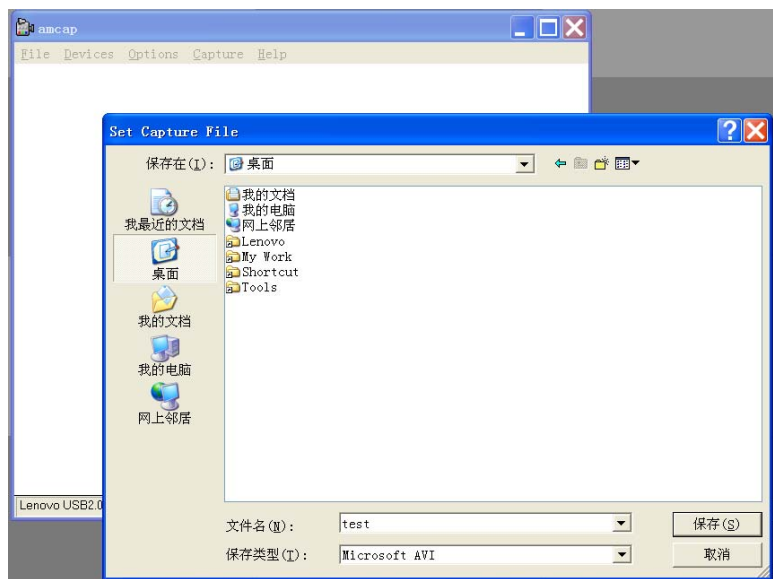 amcap
File Devices Options Capture Help
Set Capture File
保存在(I): 桌面
我最近的文档
桌面
我的文档
我的电脑
网上邻居
我的文档
我的电脑
网上邻居
Lenovo
My Work
Shortcut
Tools
Lenovo USB2.0
文件名(N): test 保存(S)
保存类型(T): Microsoft AVI 取消